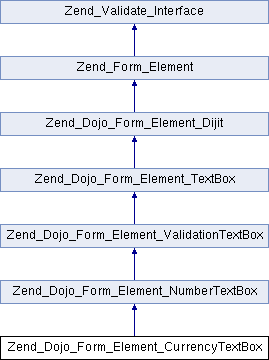 Zend_Validate_Interface
Zend_Form_Element
Zend_Dojo_Form_Element_Dijit
Zend_Dojo_Form_Element_TextBox
Zend_Dojo_Form_Element_ValidationTextBox
Zend_Dojo_Form_Element_NumberTextBox
Zend_Dojo_Form_Element_CurrencyTextBox